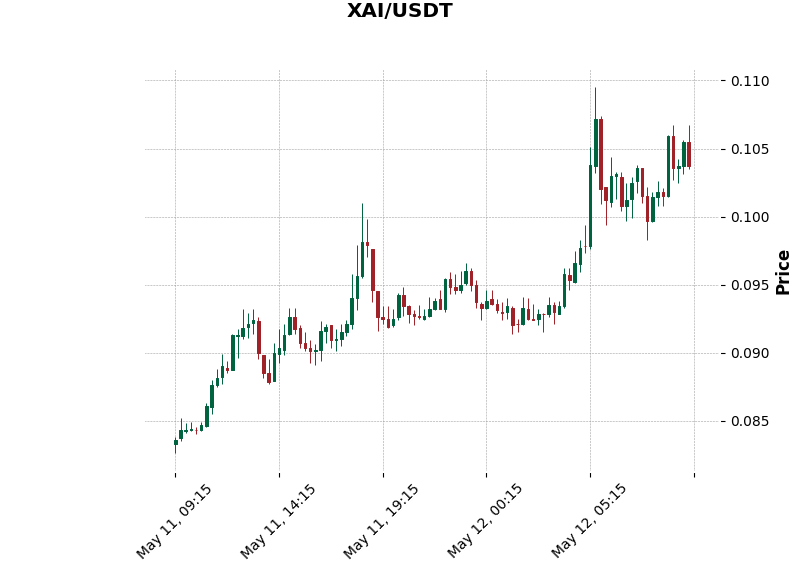 XAI/USDT
0.110
0.105
0.100
0.095
0.090
0.085
Price
May 11, 09:15
May 11, 14:15
May 11, 19:15
May 12, 00:15
May 12, 05:15